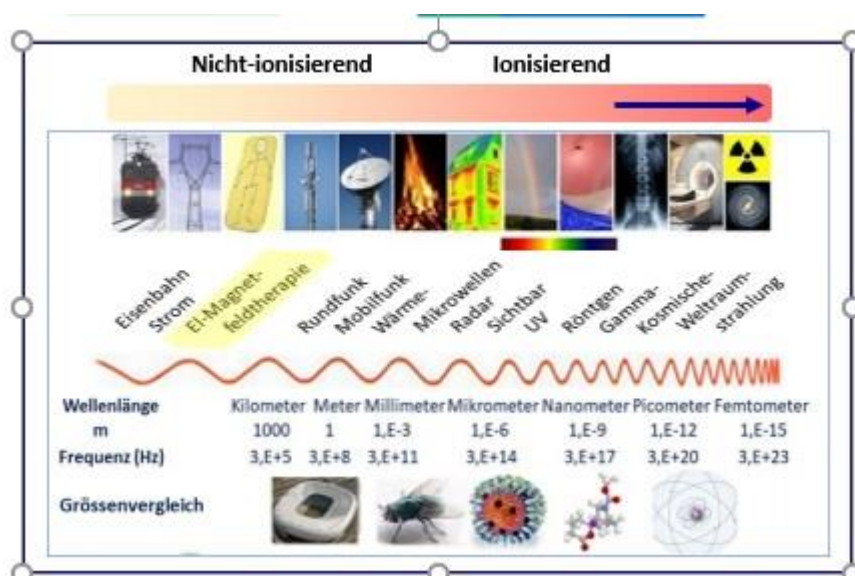 Nicht-ionisierend Ionisierend
Eisenbahn
Strom
El-Magnet-
feldtherapie
Rundfunk
Mobilfunk
Wärme-
Mikrowellen
Radar
Sichtbar
UV
Röntgen
Gamma-
Kosmische-
Weltraum-
strahlung
Wellenlänge Kilometer Meter Millimeter Mikrometer Nanometer Picometer Femtometer
m 1000 1 1,E-3 1,E-6 1,E-9 1,E-12 1,E-15
Frequenz (Hz) 3,E+5 3,E+8 3,E+11 3,E+14 3,E+17 3,E+20 3,E+23
Grössenvergleich